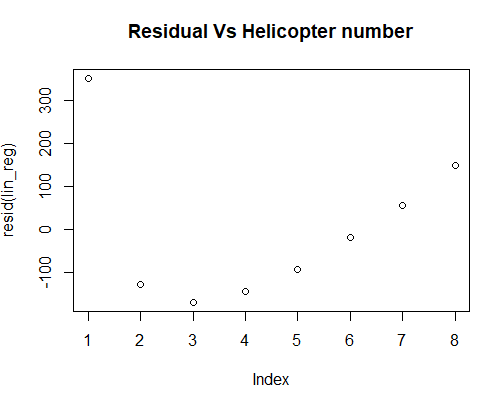 Residual Vs Helicopter number
resid(lin_reg)
300
200
100
0
-100
1 2 3 4 5 6 7 8
Index